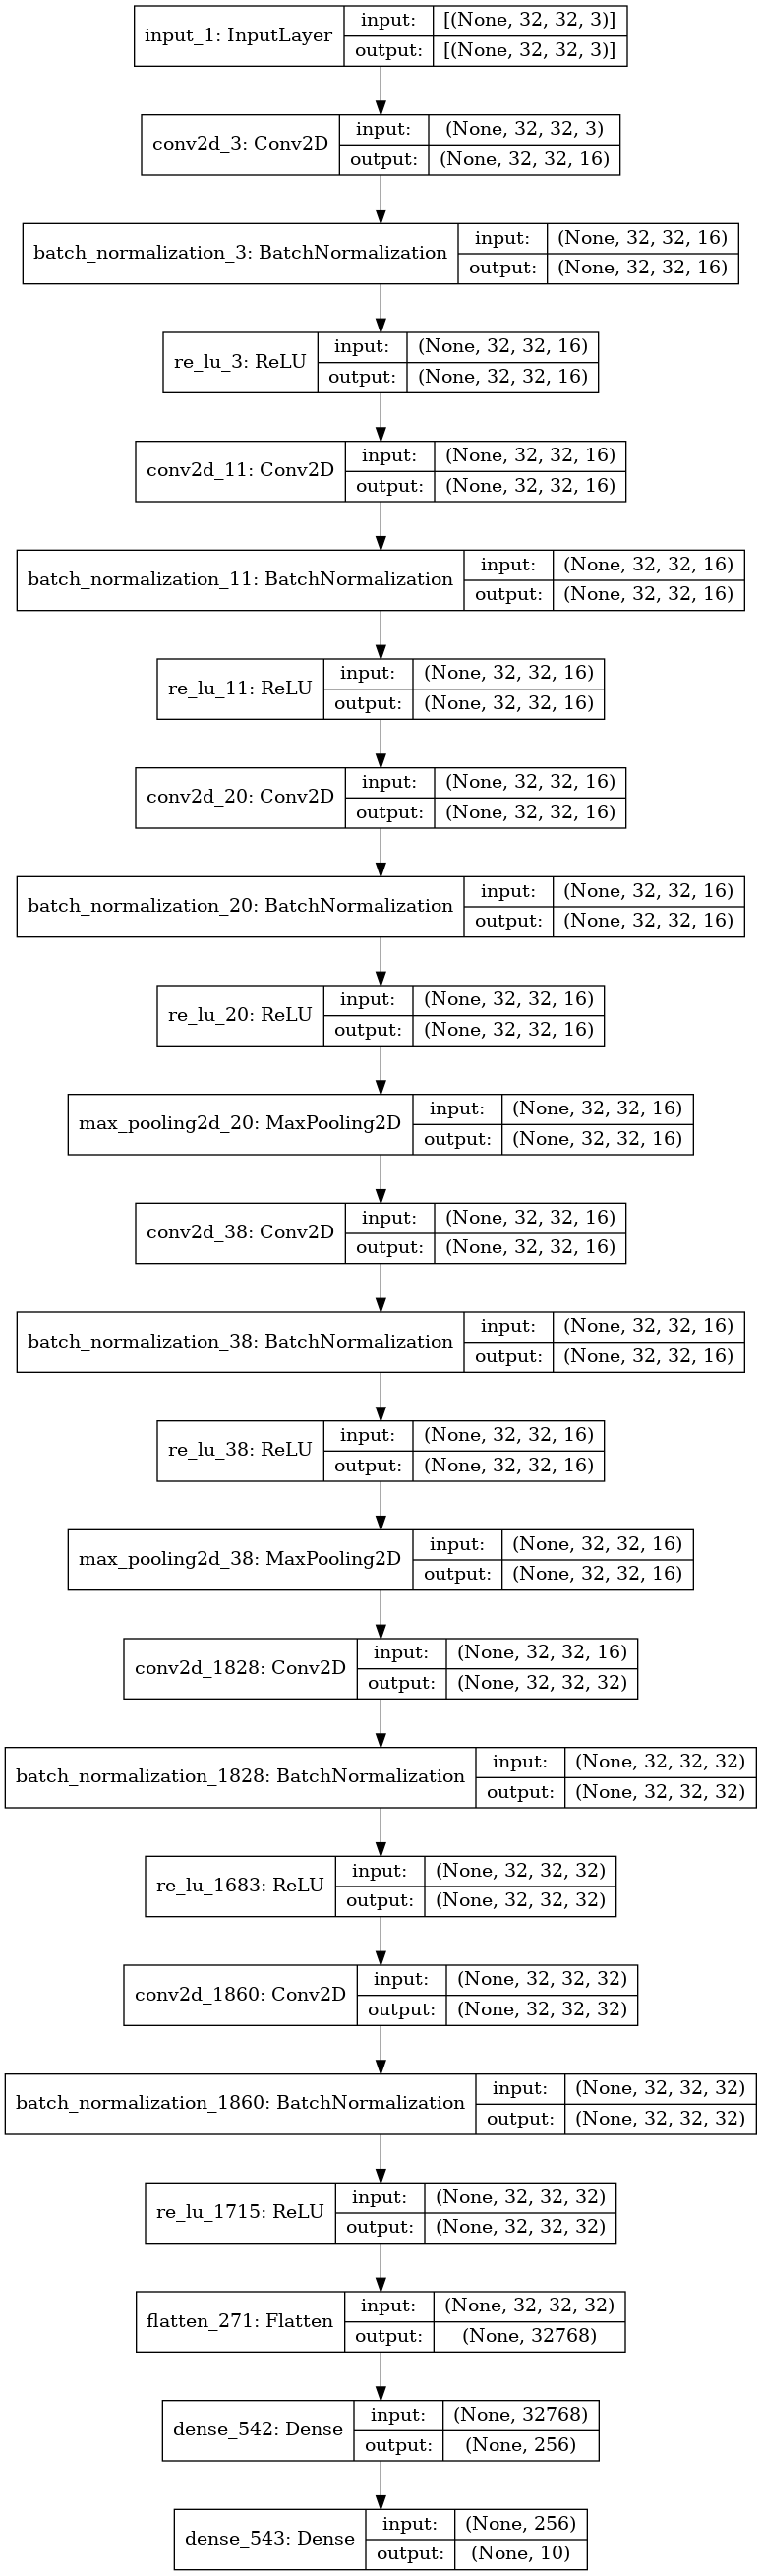 input_1: InputLayer
input: [(None, 32, 32, 3)]
output: [(None, 32, 32, 3)]
conv2d_3: Conv2D
input: (None, 32, 32, 3)
output: (None, 32, 32, 16)
batch_normalization_3: BatchNormalization
input: (None, 32, 32, 16)
output: (None, 32, 32, 16)
re_lu_3: ReLU
input: (None, 32, 32, 16)
output: (None, 32, 32, 16)
conv2d_11: Conv2D
input: (None, 32, 32, 16)
output: (None, 32, 32, 16)
batch_normalization_11: BatchNormalization
input: (None, 32, 32, 16)
output: (None, 32, 32, 16)
re_lu_11: ReLU
input: (None, 32, 32, 16)
output: (None, 32, 32, 16)
conv2d_20: Conv2D
input: (None, 32, 32, 16)
output: (None, 32, 32, 16)
batch_normalization_20: BatchNormalization
input: (None, 32, 32, 16)
output: (None, 32, 32, 16)
re_lu_20: ReLU
input: (None, 32, 32, 16)
output: (None, 32, 32, 16)
max_pooling2d_20: MaxPooling2D
input: (None, 32, 32, 16)
output: (None, 32, 32, 16)
conv2d_38: Conv2D
input: (None, 32, 32, 16)
output: (None, 32, 32, 16)
batch_normalization_38: BatchNormalization
input: (None, 32, 32, 16)
output: (None, 32, 32, 16)
re_lu_38: ReLU
input: (None, 32, 32, 16)
output: (None, 32, 32, 16)
max_pooling2d_38: MaxPooling2D
input: (None, 32, 32, 16)
output: (None, 32, 32, 16)
conv2d_1828: Conv2D
input: (None, 32, 32, 16)
output: (None, 32, 32, 32)
batch_normalization_1828: BatchNormalization
input: (None, 32, 32, 32)
output: (None, 32, 32, 32)
re_lu_1683: ReLU
input: (None, 32, 32, 32)
output: (None, 32, 32, 32)
conv2d_1860: Conv2D
input: (None, 32, 32, 32)
output: (None, 32, 32, 32)
batch_normalization_1860: BatchNormalization
input: (None, 32, 32, 32)
output: (None, 32, 32, 32)
re_lu_1715: ReLU
input: (None, 32, 32, 32)
output: (None, 32, 32, 32)
flatten_271: Flatten
input: (None, 32, 32, 32)
output: (None, 32768)
dense_542: Dense
input: (None, 32768)
output: (None, 256)
dense_543: Dense
input: (None, 256)
output: (None, 10)